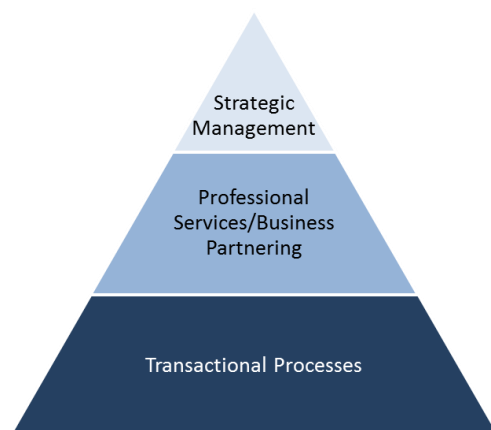 Strategic
Management
Professional
Services/Business
Partnering
Transactional Processes